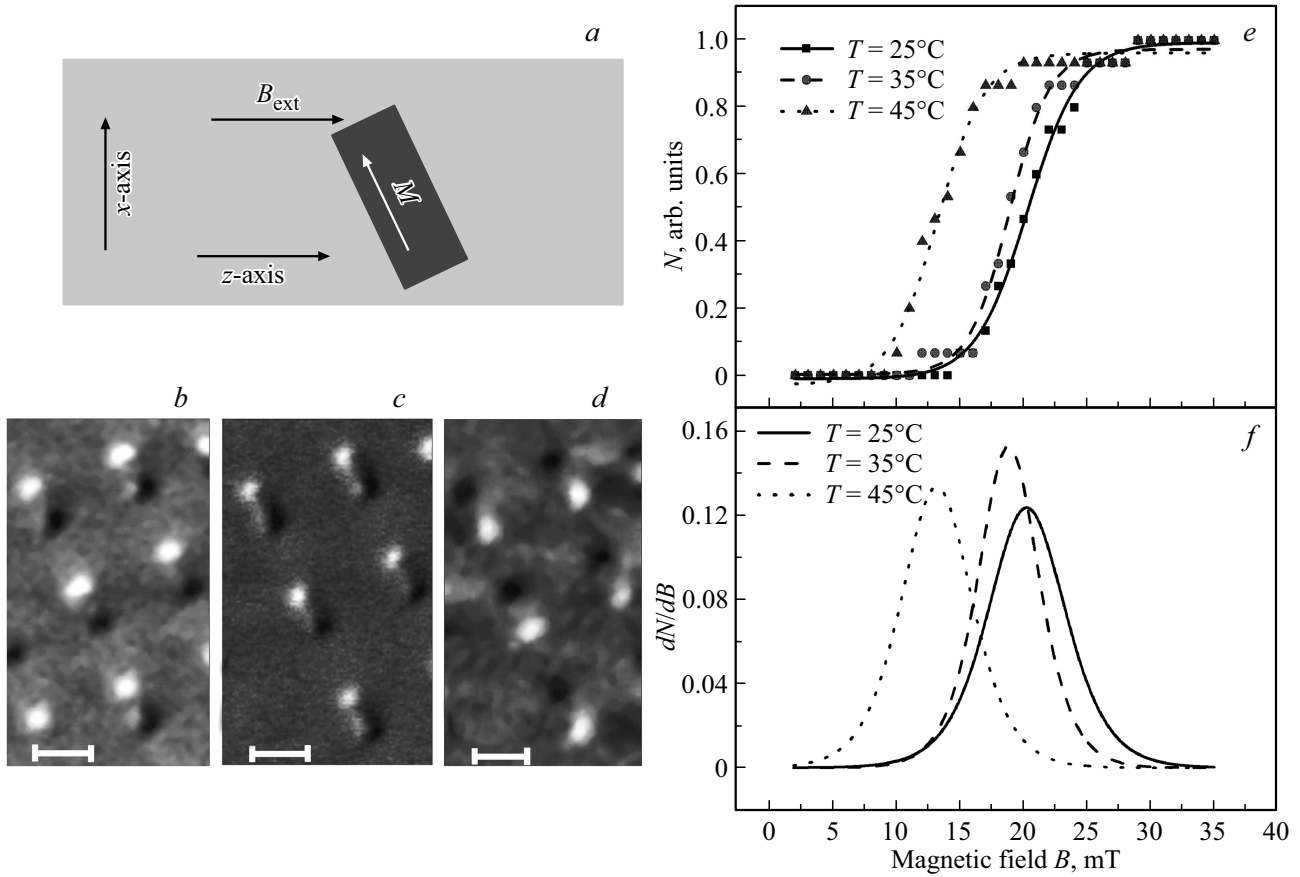 a
B_ext
x-axis
M
z-axis
b
c
d
e
T = 25°C
T = 35°C
T = 45°C
1.0
0.8
0.6
0.4
0.2
0
N, arb. units
f
T = 25°C
T = 35°C
T = 45°C
0.16
0.12
0.08
0.04
0
dN/dB
0 5 10 15 20 25 30 35 40
Magnetic field B, mT